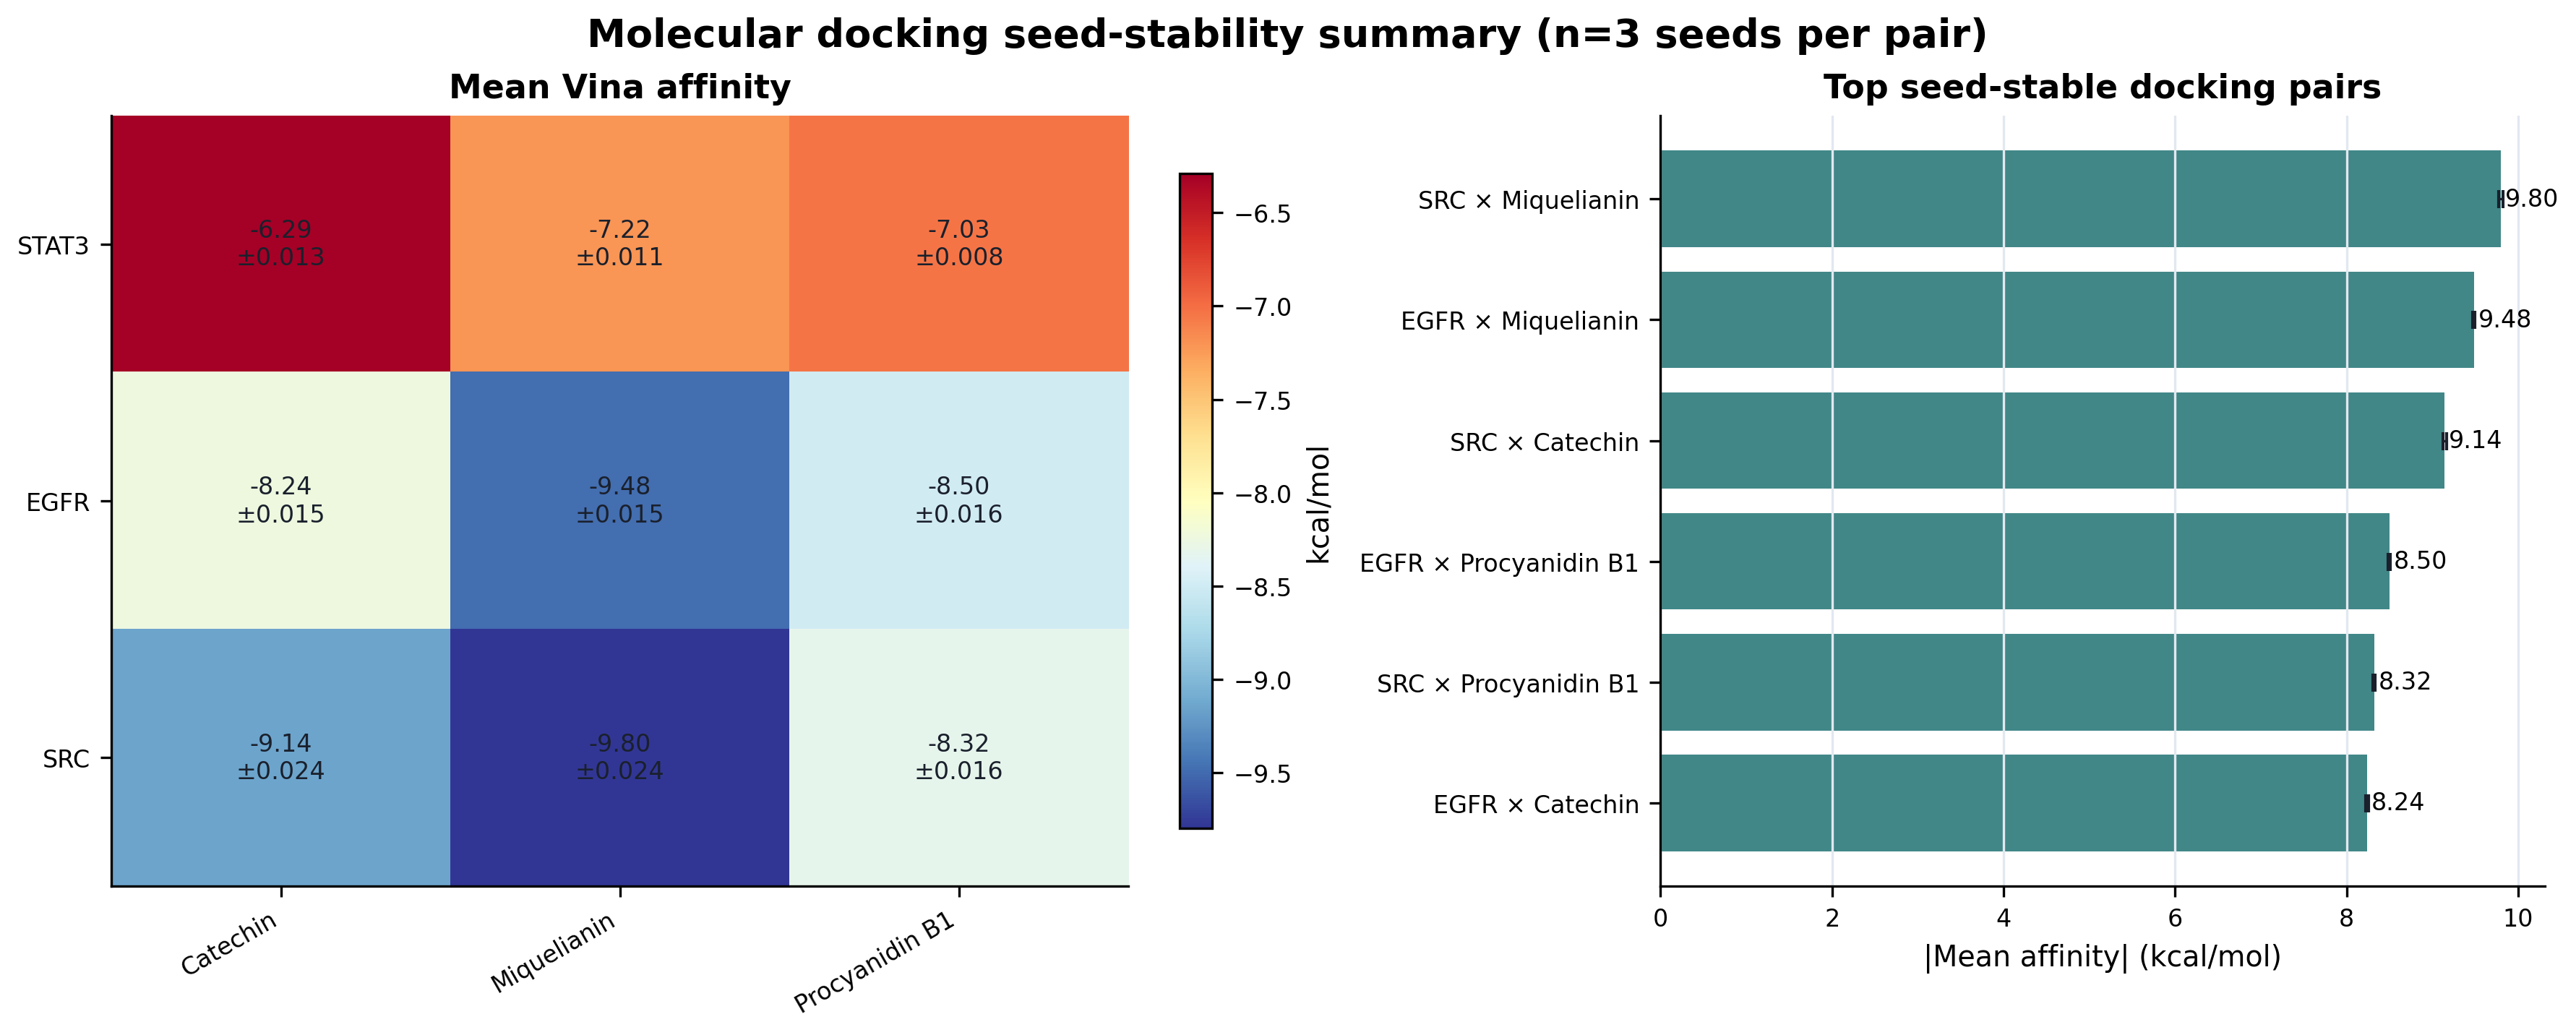 Molecular docking seed-stability summary (n=3 seeds per pair)
Mean Vina affinity
STAT3
EGFR
SRC
-6.29
±0.013
-7.22
±0.011
-7.03
±0.008
-8.24
±0.015
-9.48
±0.015
-8.50
±0.016
-9.14
±0.024
-9.80
±0.024
-8.32
±0.016
Catechin
Miquelianin
Procyanidin B1
−6.5
−7.0
−7.5
−8.0
−8.5
−9.0
−9.5
kcal/mol
Top seed-stable docking pairs
SRC × Miquelianin
9.80
EGFR × Miquelianin
9.48
SRC × Catechin
9.14
EGFR × Procyanidin B1
8.50
SRC × Procyanidin B1
8.32
EGFR × Catechin
8.24
0
2
4
6
8
10
|Mean affinity| (kcal/mol)